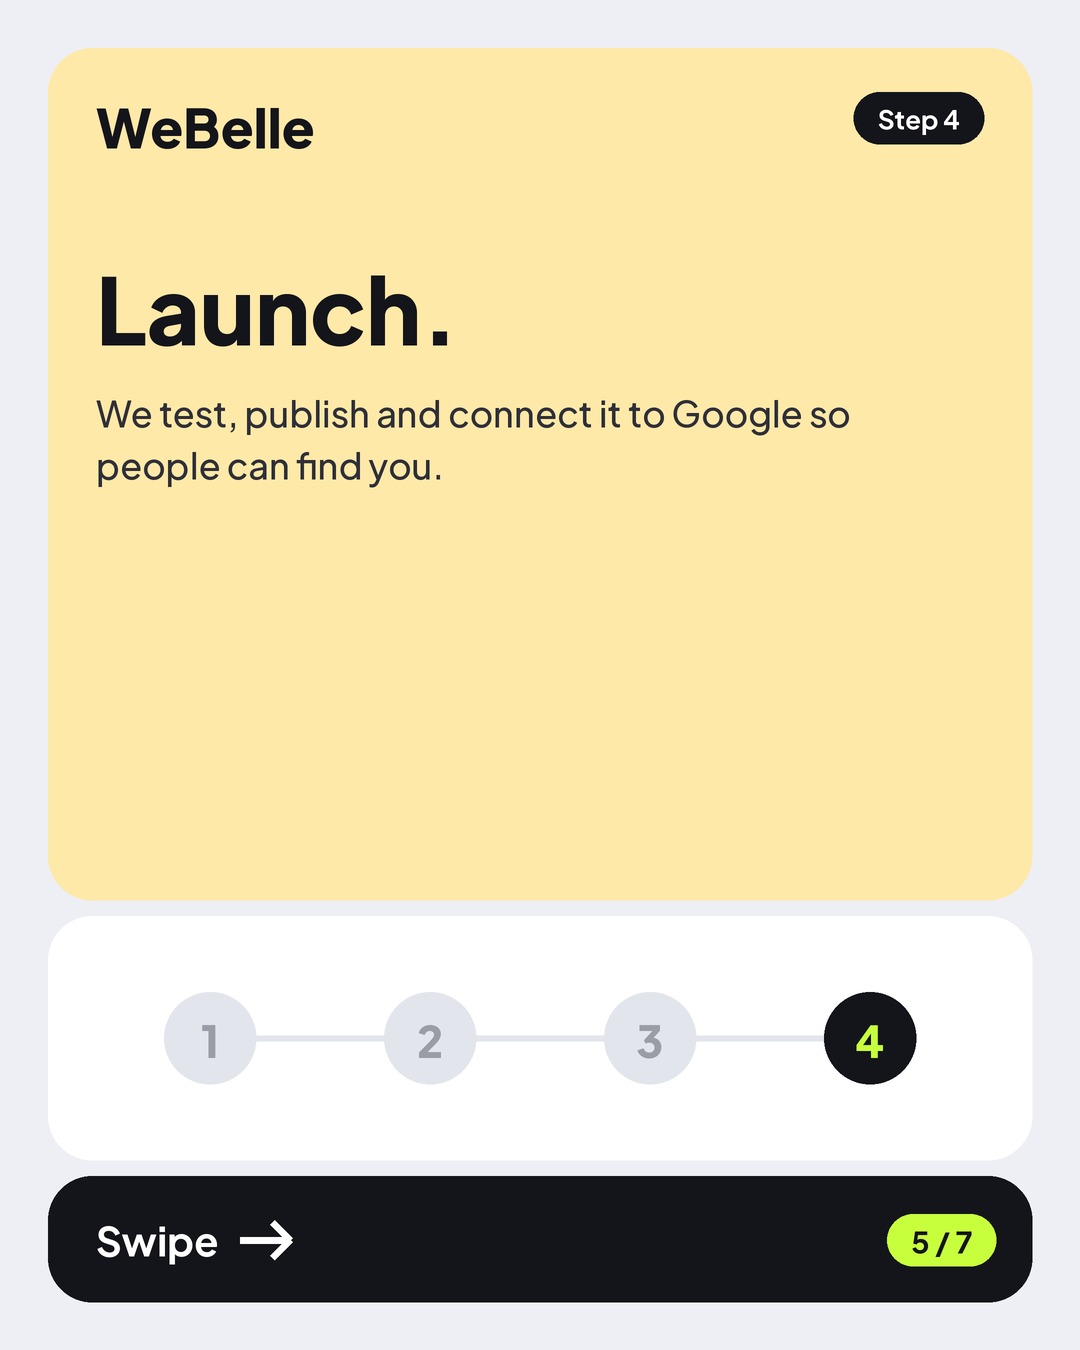 WeBelle
Step 4
Launch.
We test, publish and connect it to Google so
people can find you.
1
2
3
4
Swipe →
5 / 7